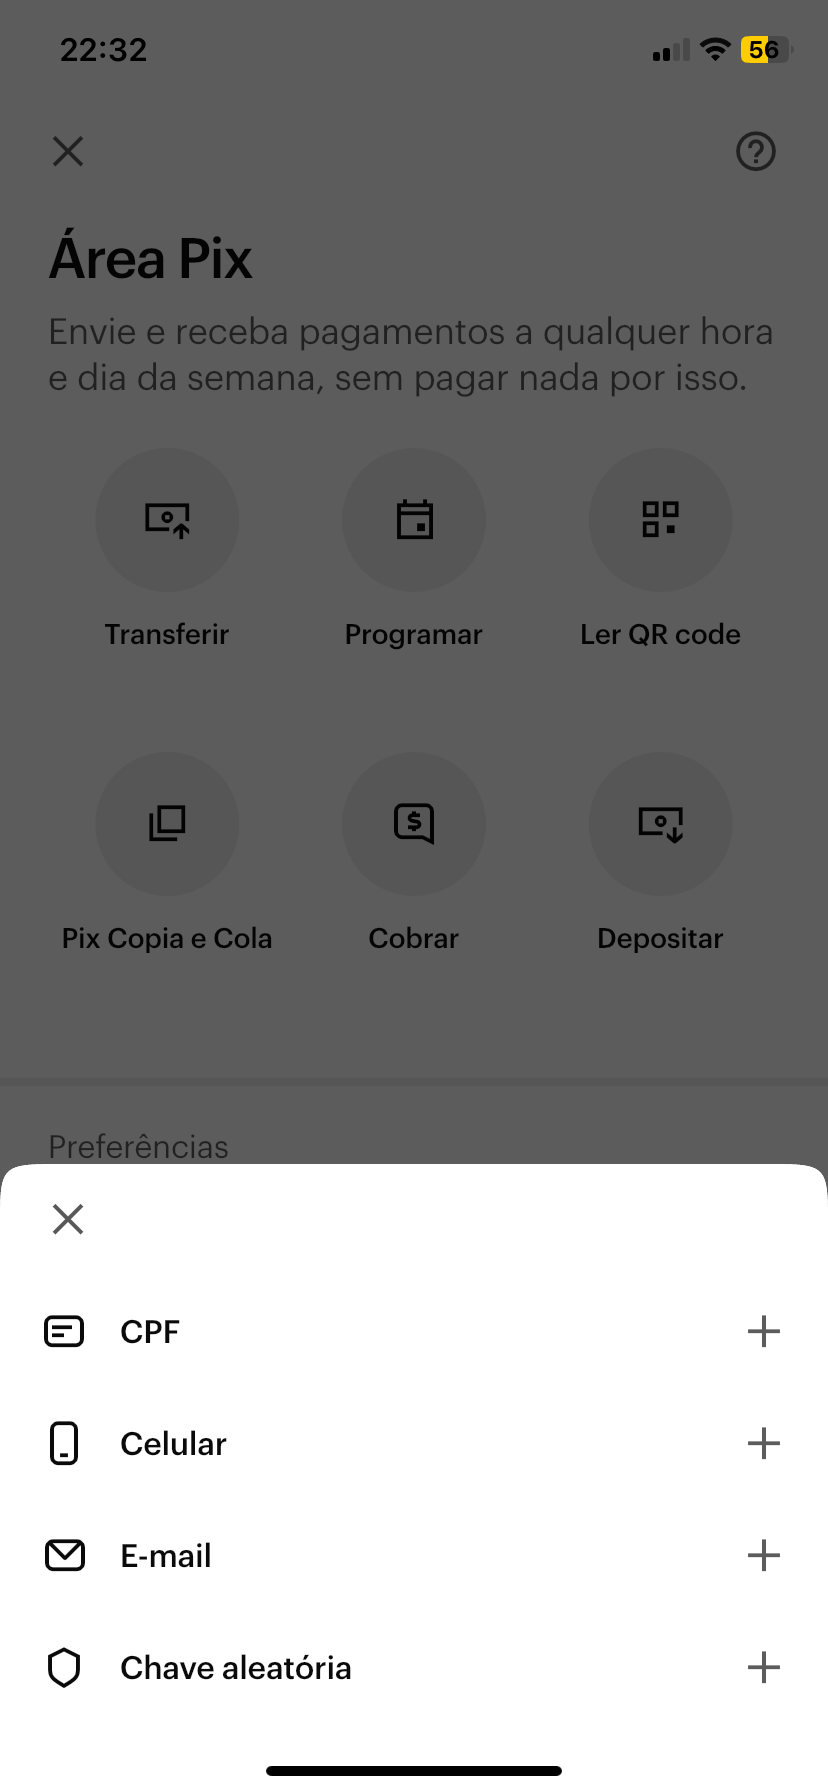 22:32
56
Área Pix
Envie e receba pagamentos a qualquer hora
e dia da semana, sem pagar nada por isso.
Transferir
Programar
Ler QR code
Pix Copia e Cola
Cobrar
Depositar
Preferências
CPF
Celular
E-mail
Chave aleatória